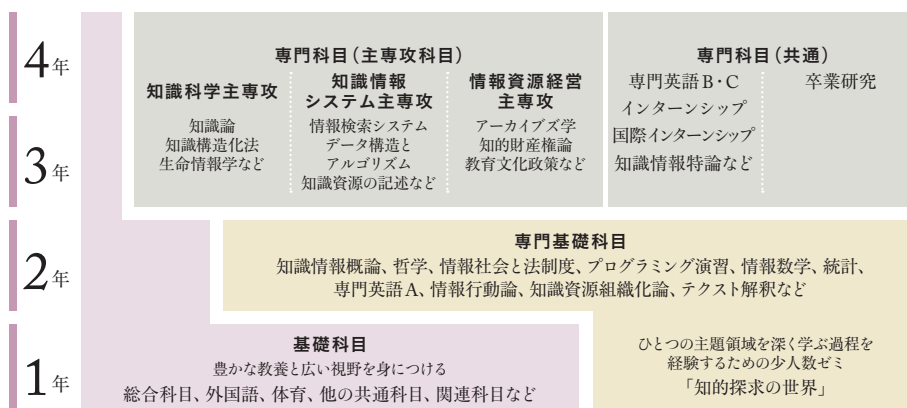 4年
専門科目（主専攻科目）
知識科学主専攻
知識論
知識構造化法
生命情報学など
知識情報
システム主専攻
情報検索システム
データ構造と
アルゴリズム
知識資源の記述など
情報資源経営
主専攻
アーカイブズ学
知的財産権論
教育文化政策など
専門科目（共通）
専門英語B・C
インターンシップ
国際インターンシップ
知識情報特論など
卒業研究
3年
2年
専門基礎科目
知識情報概論、哲学、情報社会と法制度、プログラミング演習、情報数学、統計、
専門英語A、情報行動論、知識資源組織化論、テクスト解釈など
1年
基礎科目
豊かな教養と広い視野を身につける
総合科目、外国語、体育、他の共通科目、関連科目など
ひとつの主題領域を深く学ぶ過程を
経験するための少人数ゼミ
「知的探求の世界」